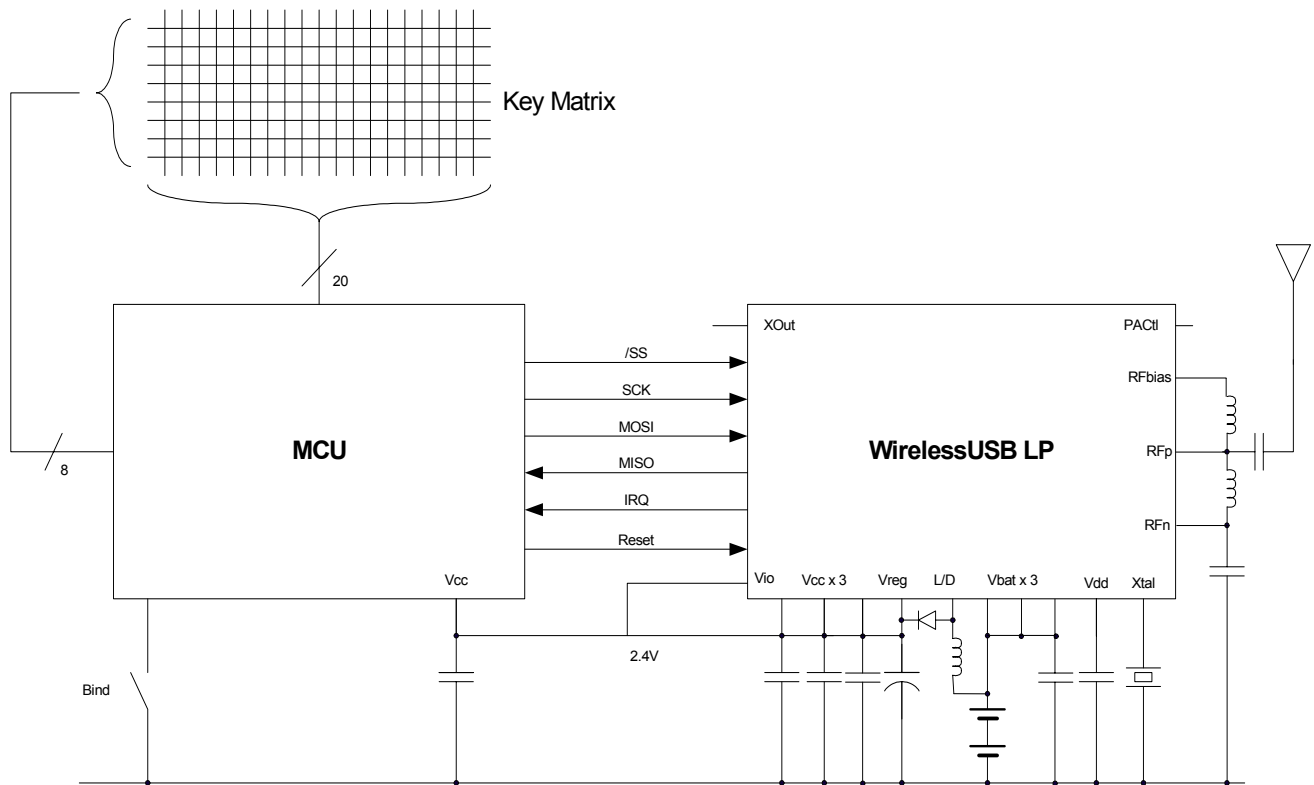 Key Matrix
20
8
MCU
Vcc
Bind
/SS
SCK
MOSI
MISO
IRQ
Reset
2.4V
WirelessUSB LP
XOut
PACtl
RFbias
RFp
RFn
Vio
Vcc x 3
Vreg
L/D
Vbat x 3
Vdd
Xtal